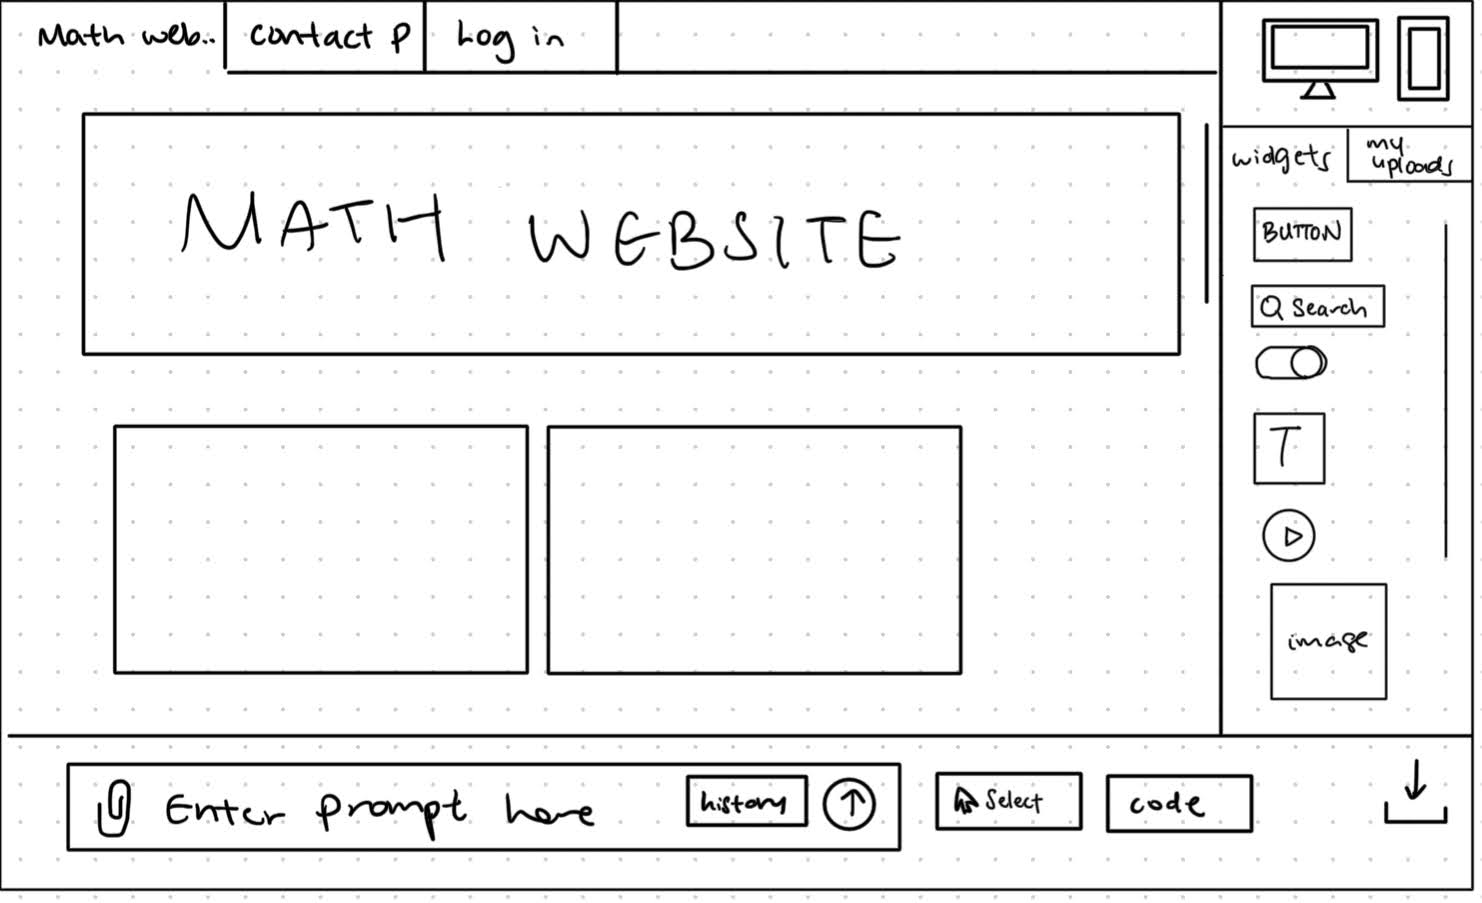 Math web..
contact P
Log in
MATH WEBSITE
widgets
my
uploads
BUTTON
Search
T
image
Enter prompt here
history
Select
code